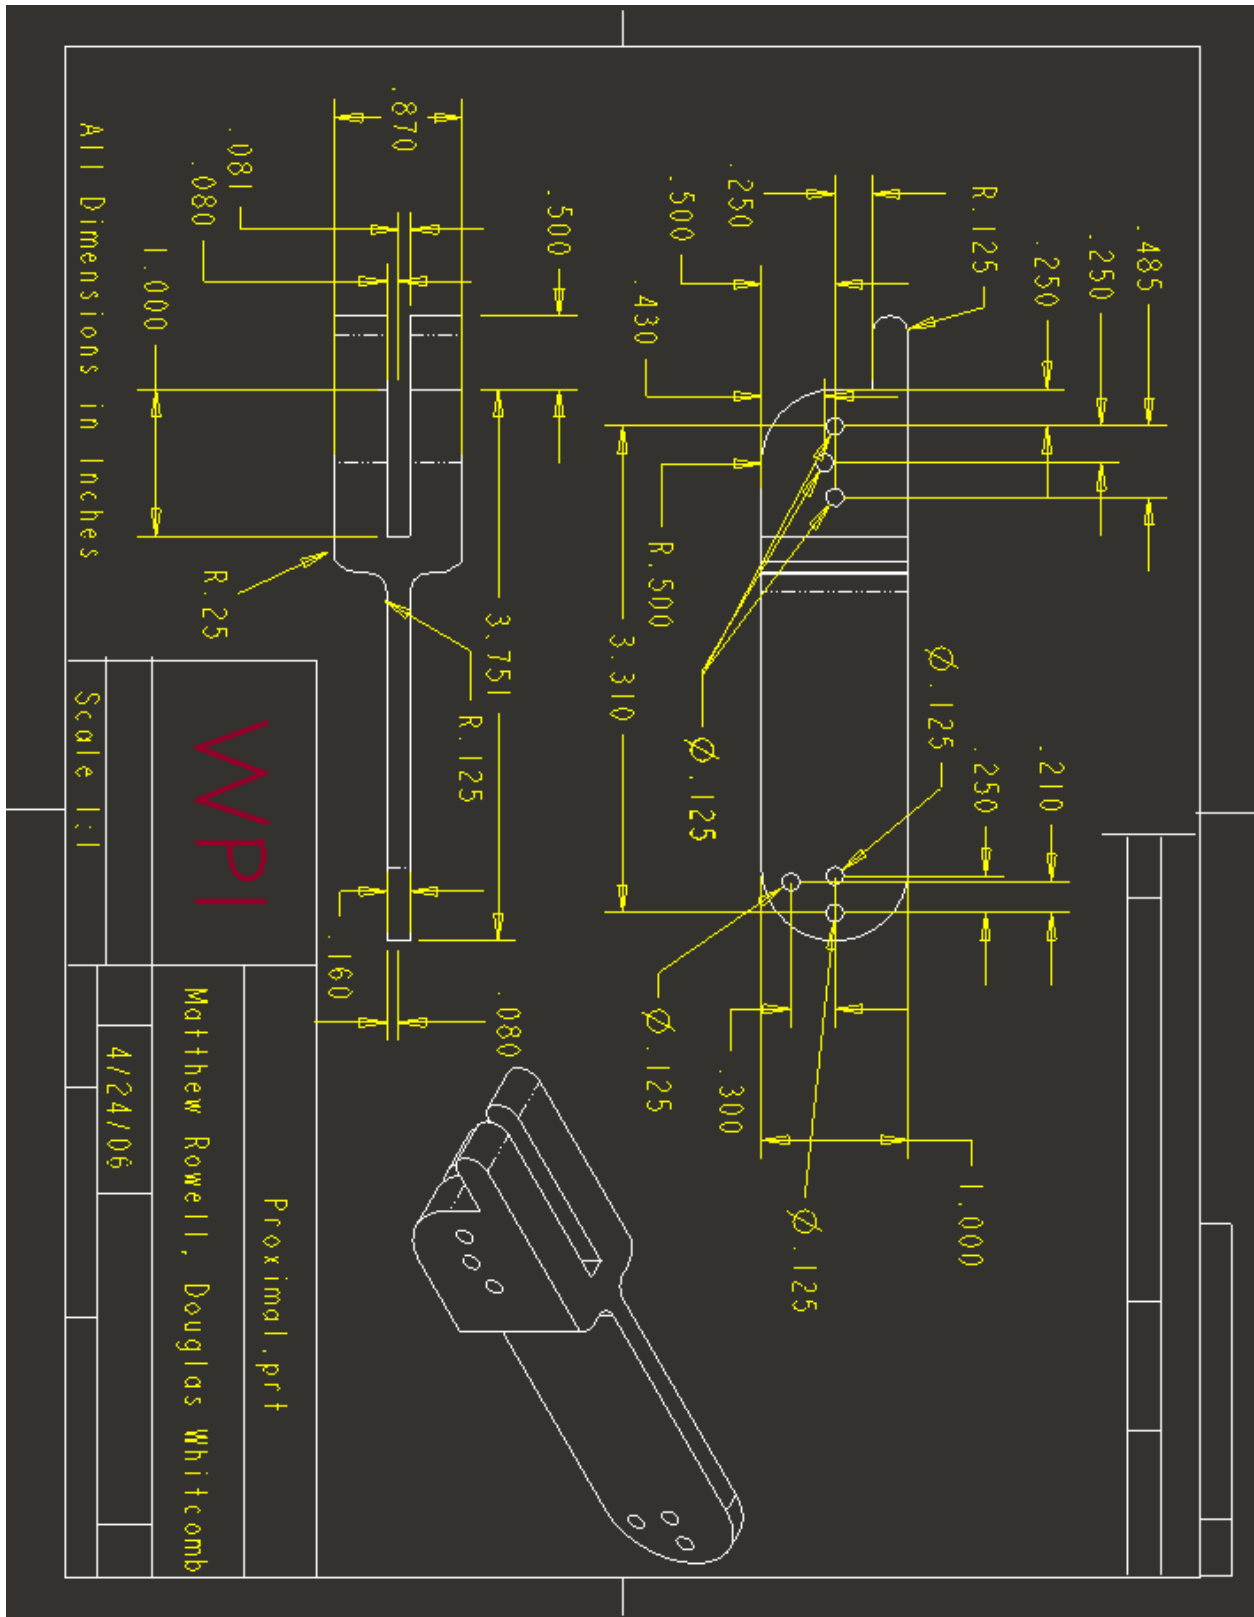 .485
.250
.250
R.125
.250
.500
.430
R.500
3.310
Ø.125
Ø.125
.250
.210
Ø.125
.300
Ø.125
1.000
.500
.870
.081
.080
1.000
R.25
3.751
R.125
.160
.080
All Dimensions in Inches
Scale 1:1
WPI
Proximal.prt
Matthew Rowell, Douglas Whitcomb
4/24/06